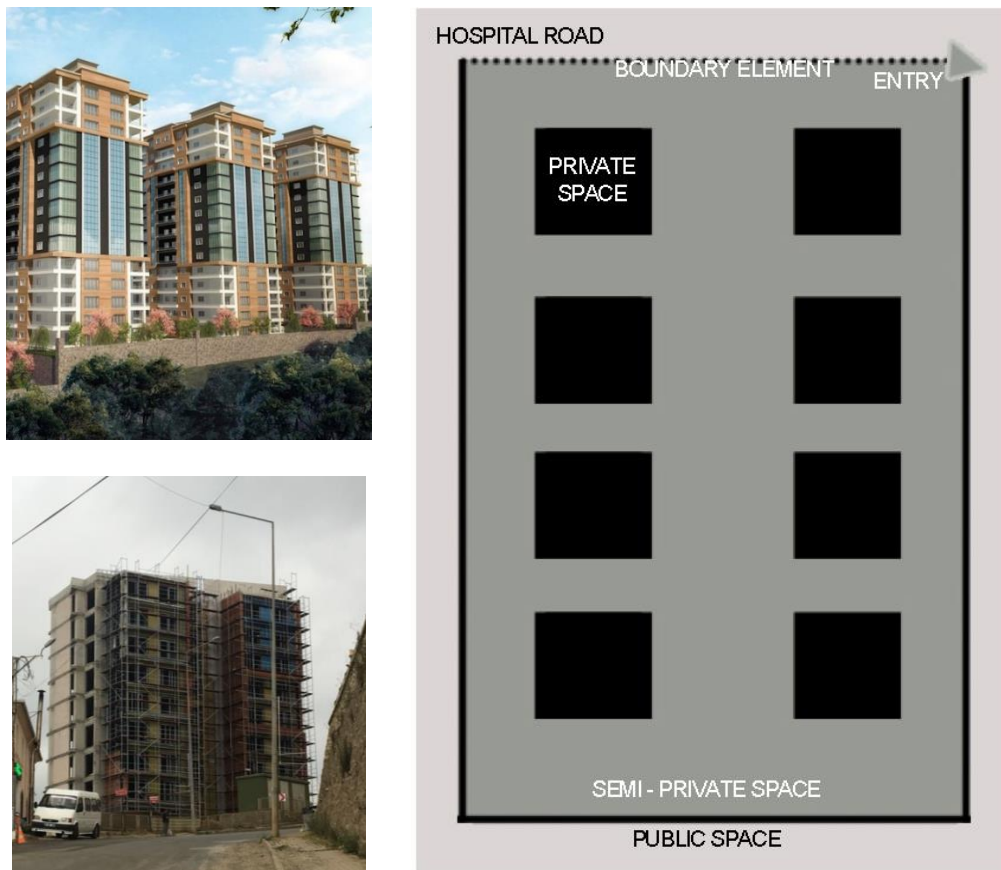 HOSPITAL ROAD
BOUNDARY ELEMENT
ENTRY
PRIVATE
SPACE
SEMI - PRIVATE SPACE
PUBLIC SPACE